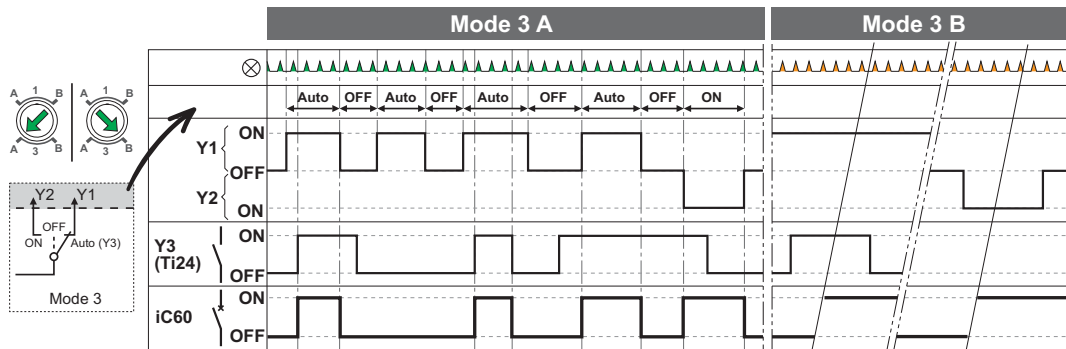 Mode 3 A
Mode 3 B
Auto OFF Auto OFF Auto OFF Auto OFF ON
A 1 B A 1 B
A 3 B A 3 B
Y1
ON
OFF
Y2
ON
Y2 Y1
OFF
ON
Auto (Y3)
Mode 3
Y3
(Ti24)
ON
OFF
iC60
ON
OFF